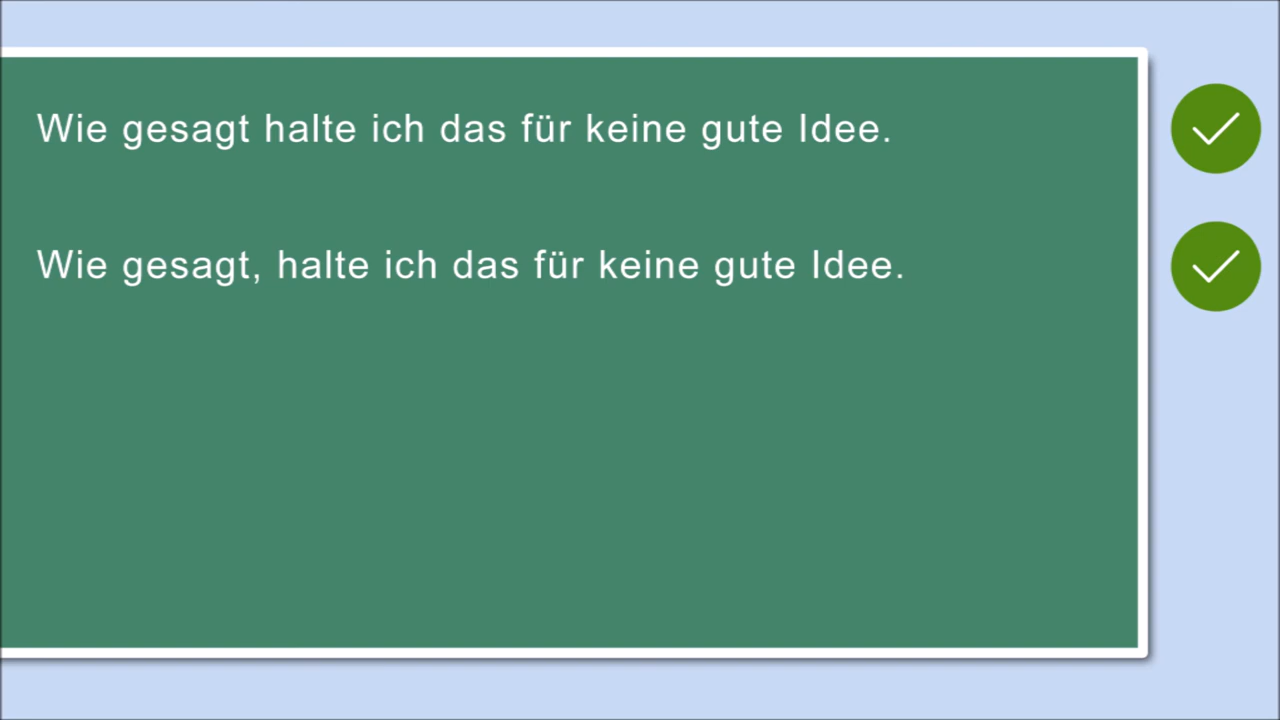 Wie gesagt halte ich das für keine gute Idee.
Wie gesagt, halte ich das für keine gute Idee.